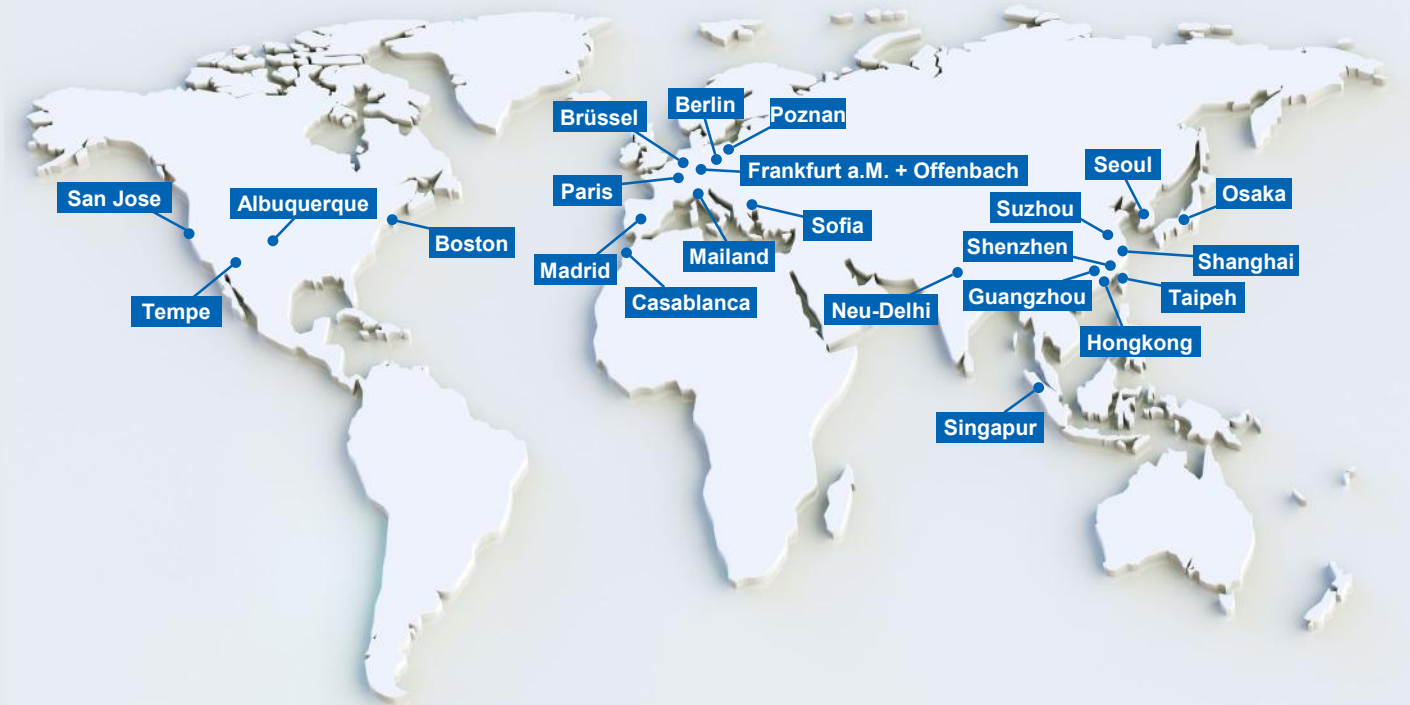 Berlin
Poznan
Brüssel
Frankfurt a.M. + Offenbach
Seoul
Paris
San Jose
Albuquerque
Osaka
Suzhou
Sofia
Boston
Shenzhen
Mailand
Shanghai
Madrid
Guangzhou
Taipeh
Casablanca
Tempe
Neu-Delhi
Hongkong
Singapur